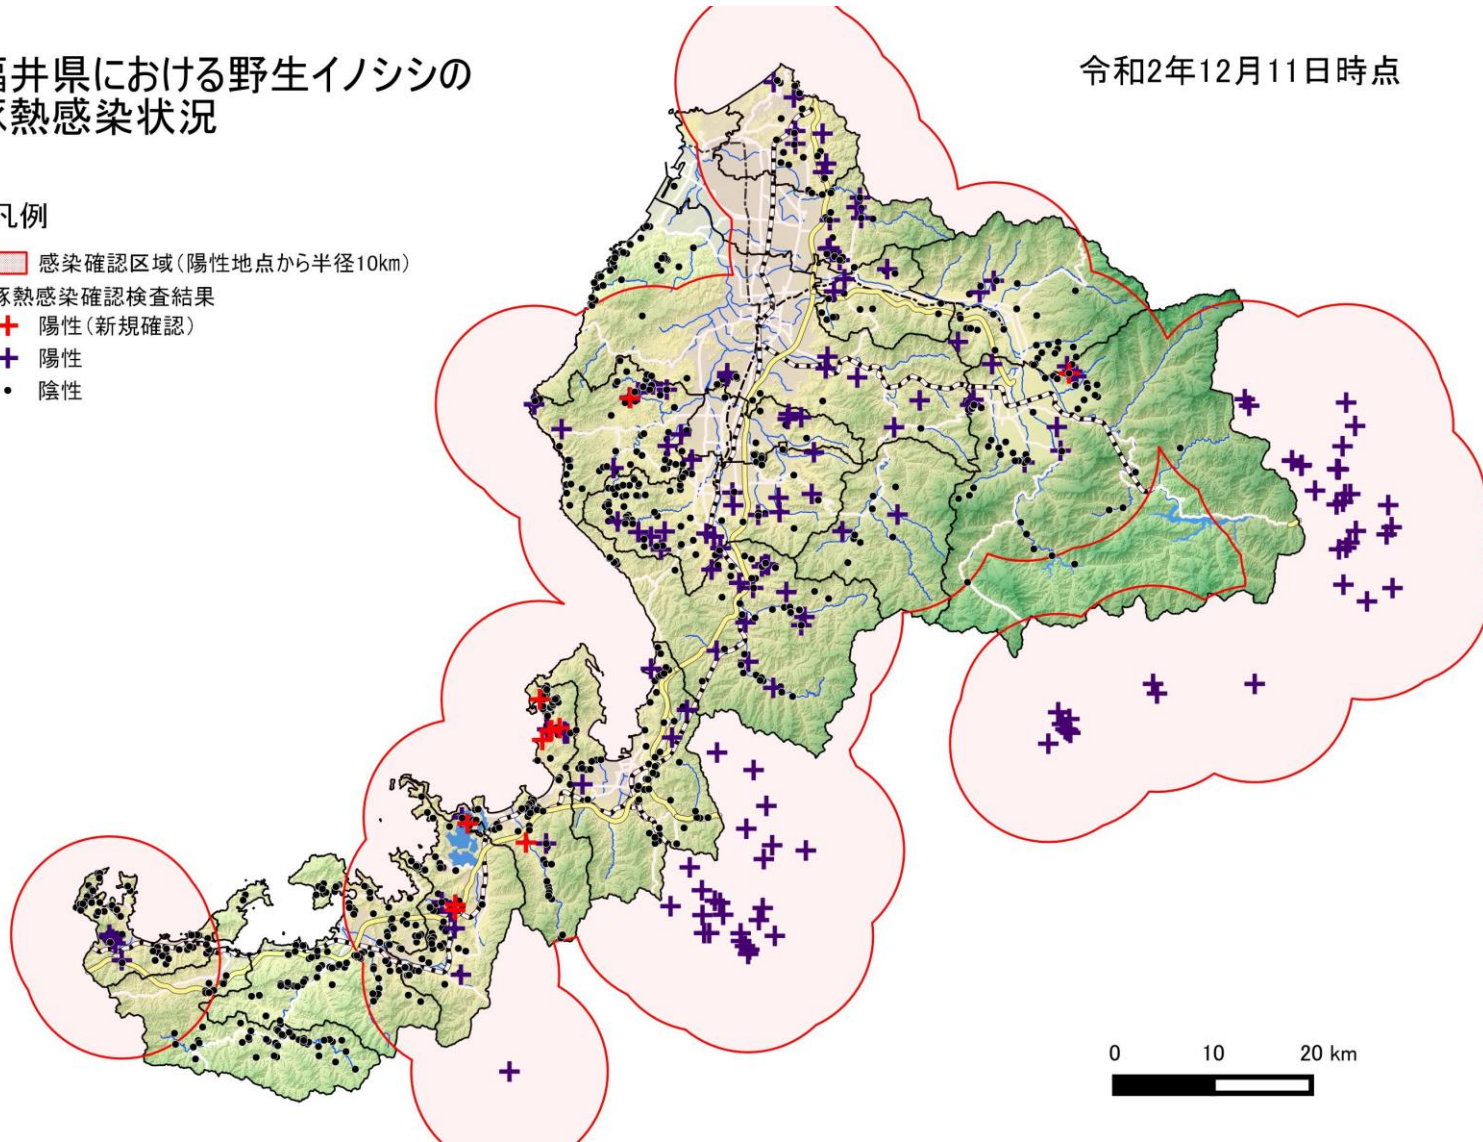 福井県における野生イノシシの
豚熱感染状況
令和2年12月11日時点
凡例
感染確認区域(陽性地点から半径10km)
豚熱感染確認検査結果
陽性(新規確認)
陽性
陰性
0 10 20 km